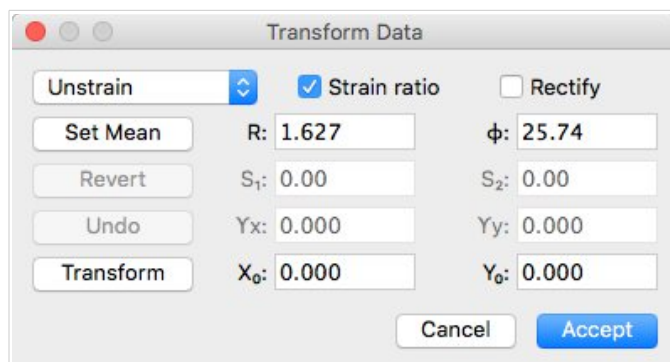 Transform Data
Unstrain Strain ratio Rectify
Set Mean R: 1.627 ϕ: 25.74
Revert S₁: 0.00 S₂: 0.00
Undo Yx: 0.000 Yy: 0.000
Transform X₀: 0.000 Y₀: 0.000
Cancel Accept